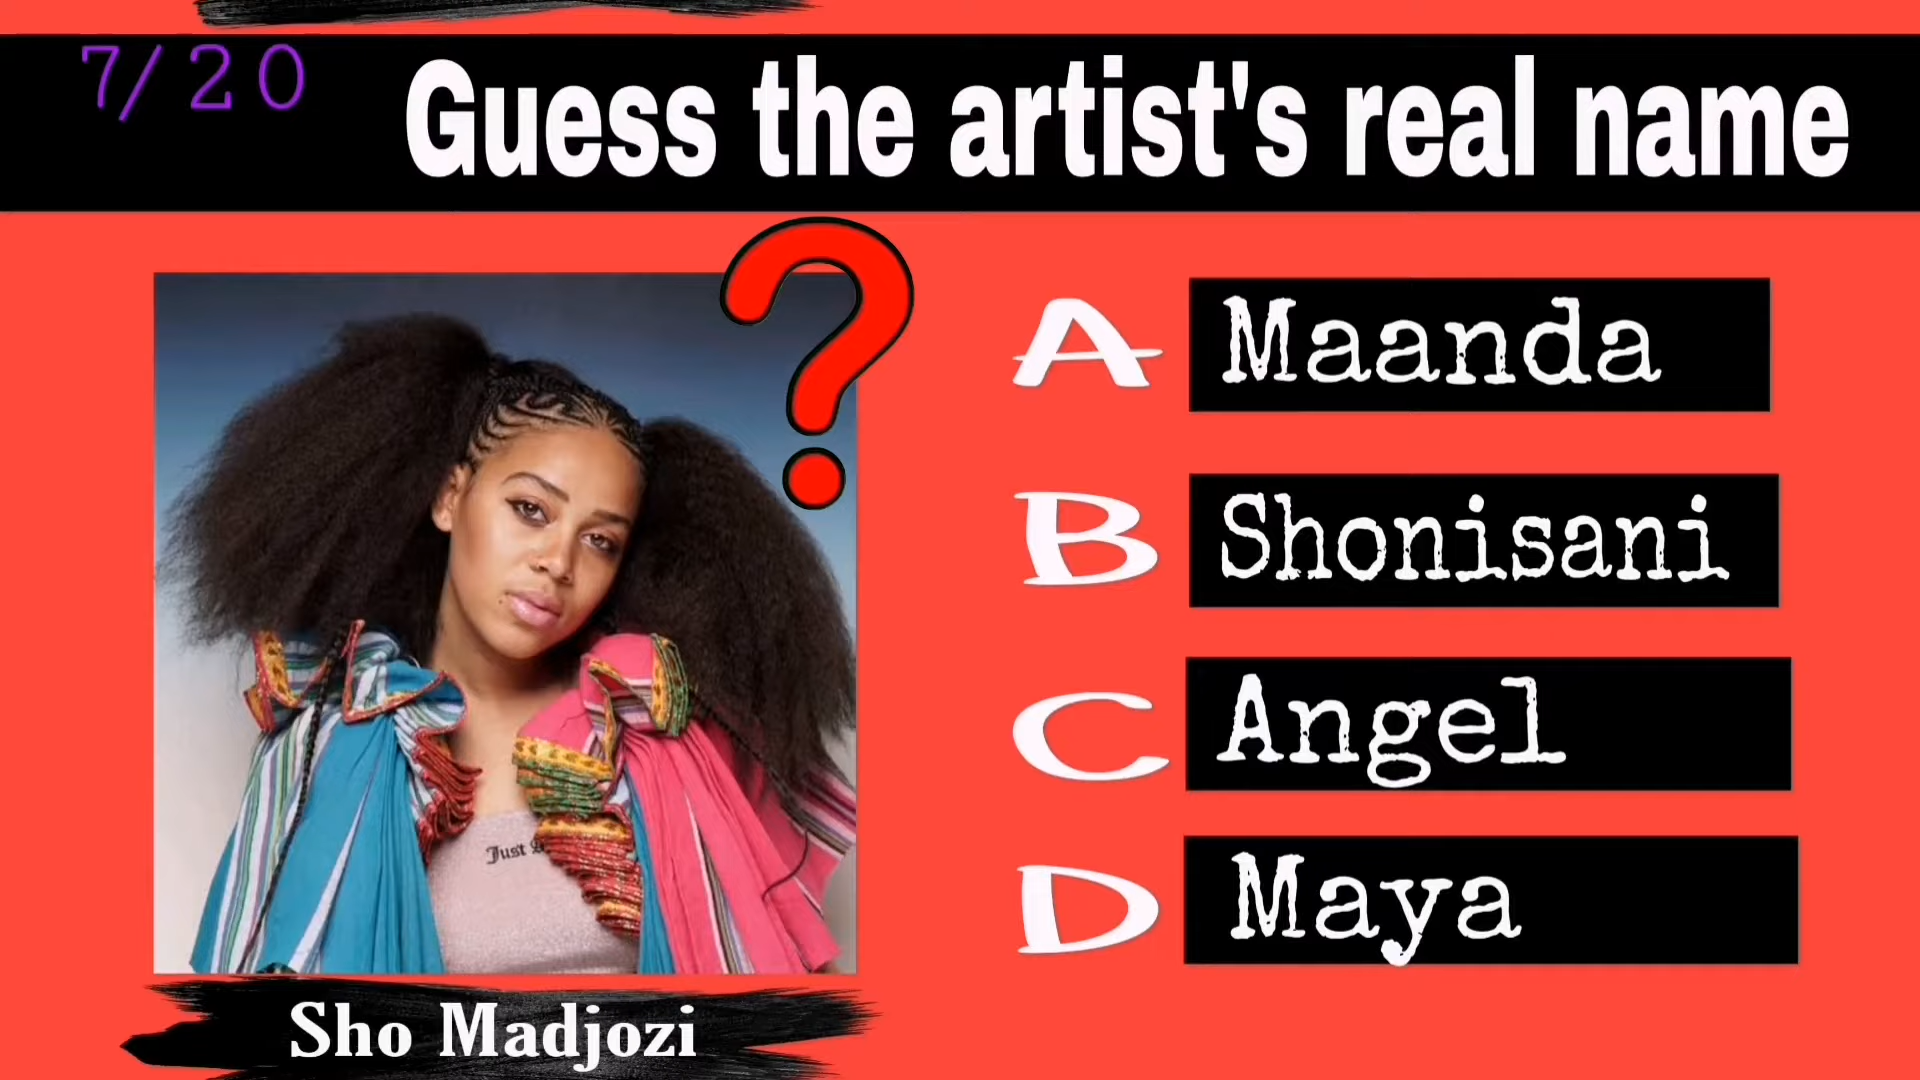 7/20
Guess the artist's real name
A Maanda
B Shonisani
C Angel
D Maya
Just
Sho Madjozi